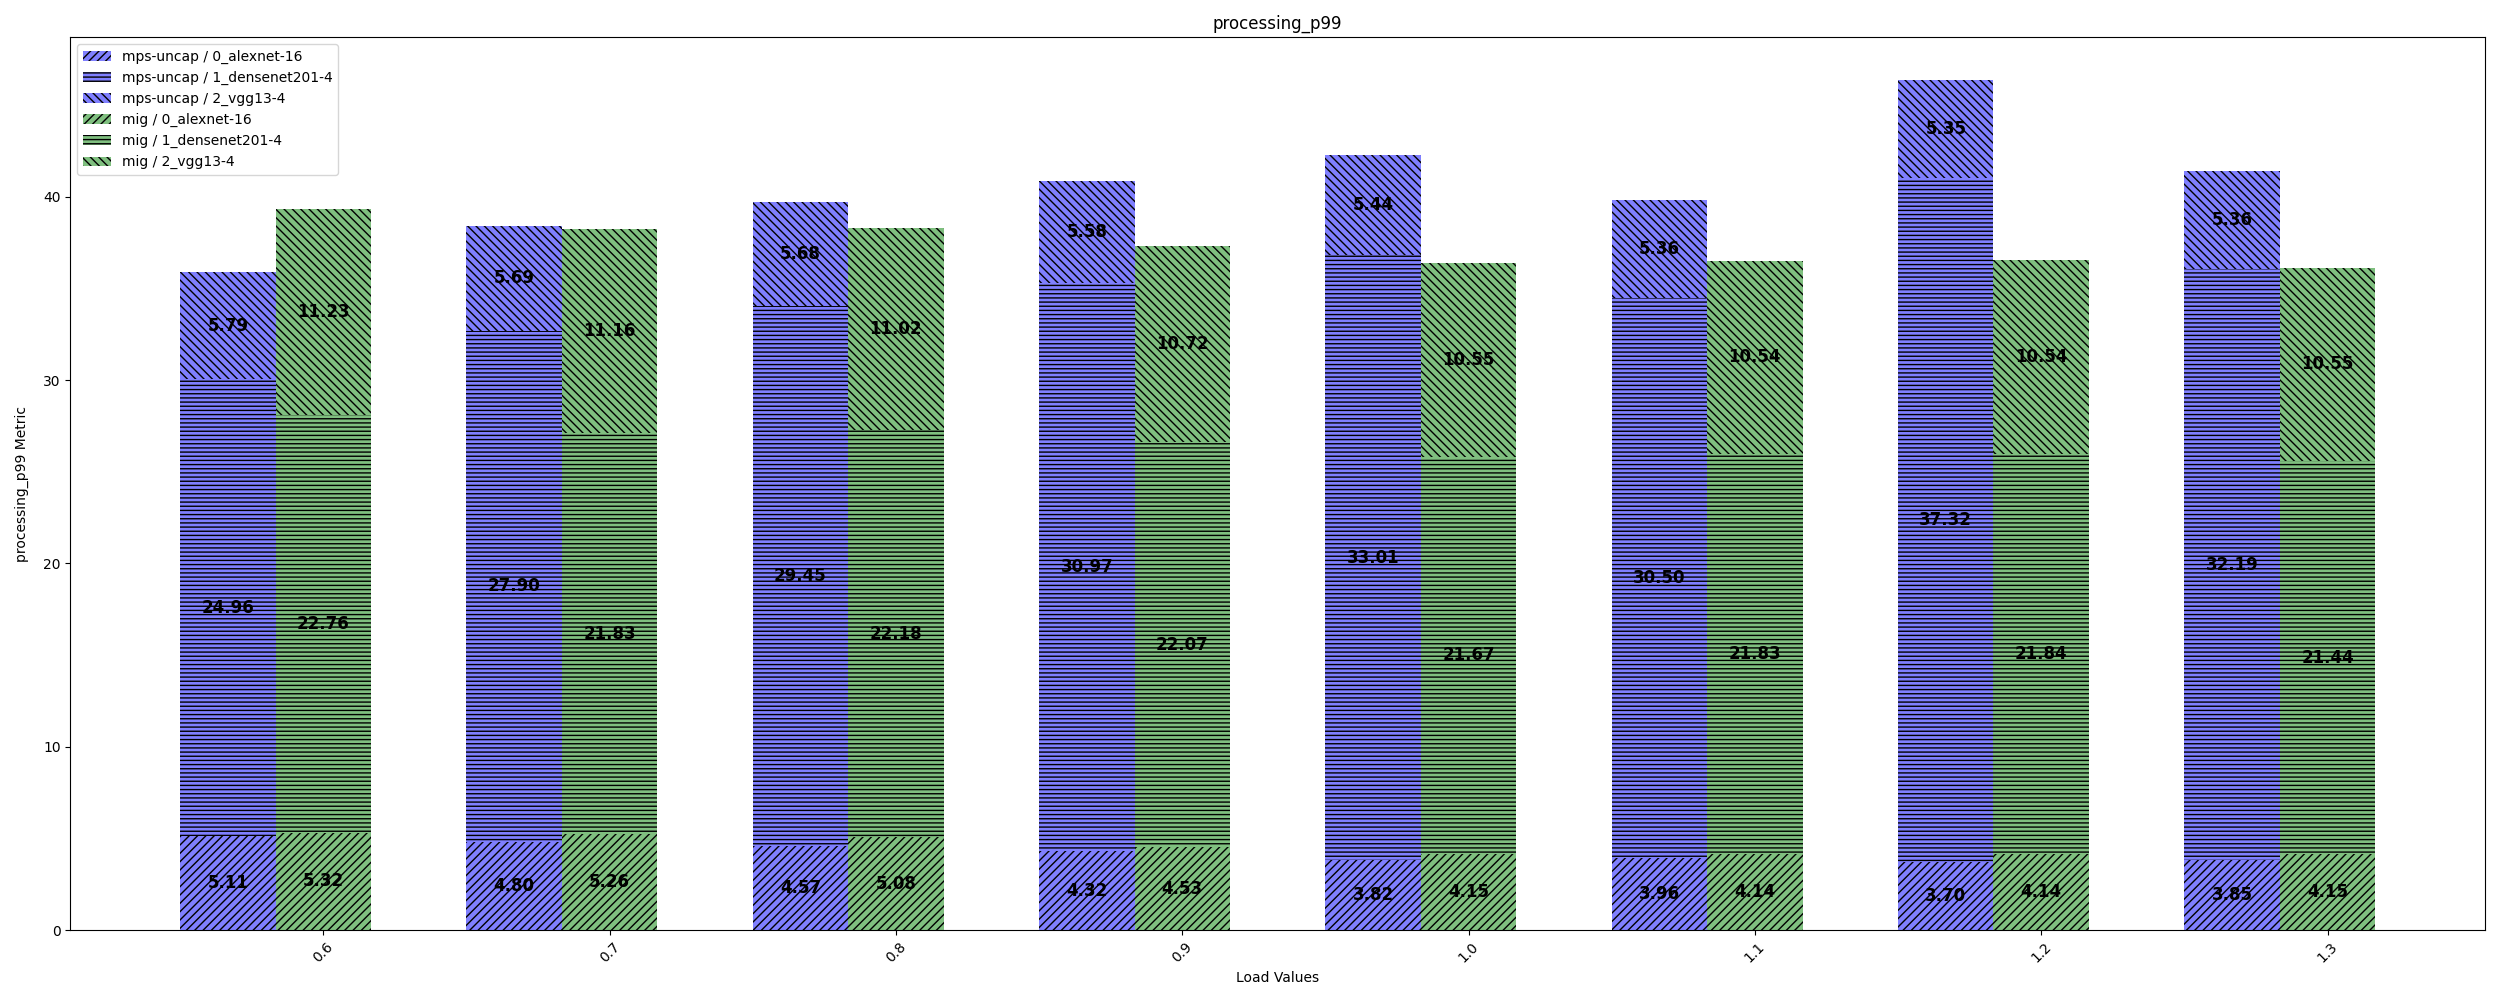 processing_p99
mps-uncap / 0_alexnet-16
mps-uncap / 1_densenet201-4
mps-uncap / 2_vgg13-4
mig / 0_alexnet-16
mig / 1_densenet201-4
mig / 2_vgg13-4
processing_p99 Metric
40
30
20
10
0
5.79 11.23 5.69 11.16 5.68 11.02 5.58 10.72 5.44 10.55 5.36 10.54 5.35 10.54 5.36 10.55
24.96 22.76 27.90 21.83 29.45 22.18 30.97 22.07 33.01 21.67 30.50 21.83 37.32 21.84 32.19 21.44
5.11 5.32 4.80 5.26 4.57 5.08 4.32 4.53 3.82 4.15 3.96 4.14 3.70 4.14 3.85 4.15
0.6 0.7 0.8 0.9 1.0 1.1 1.2 1.3
Load Values